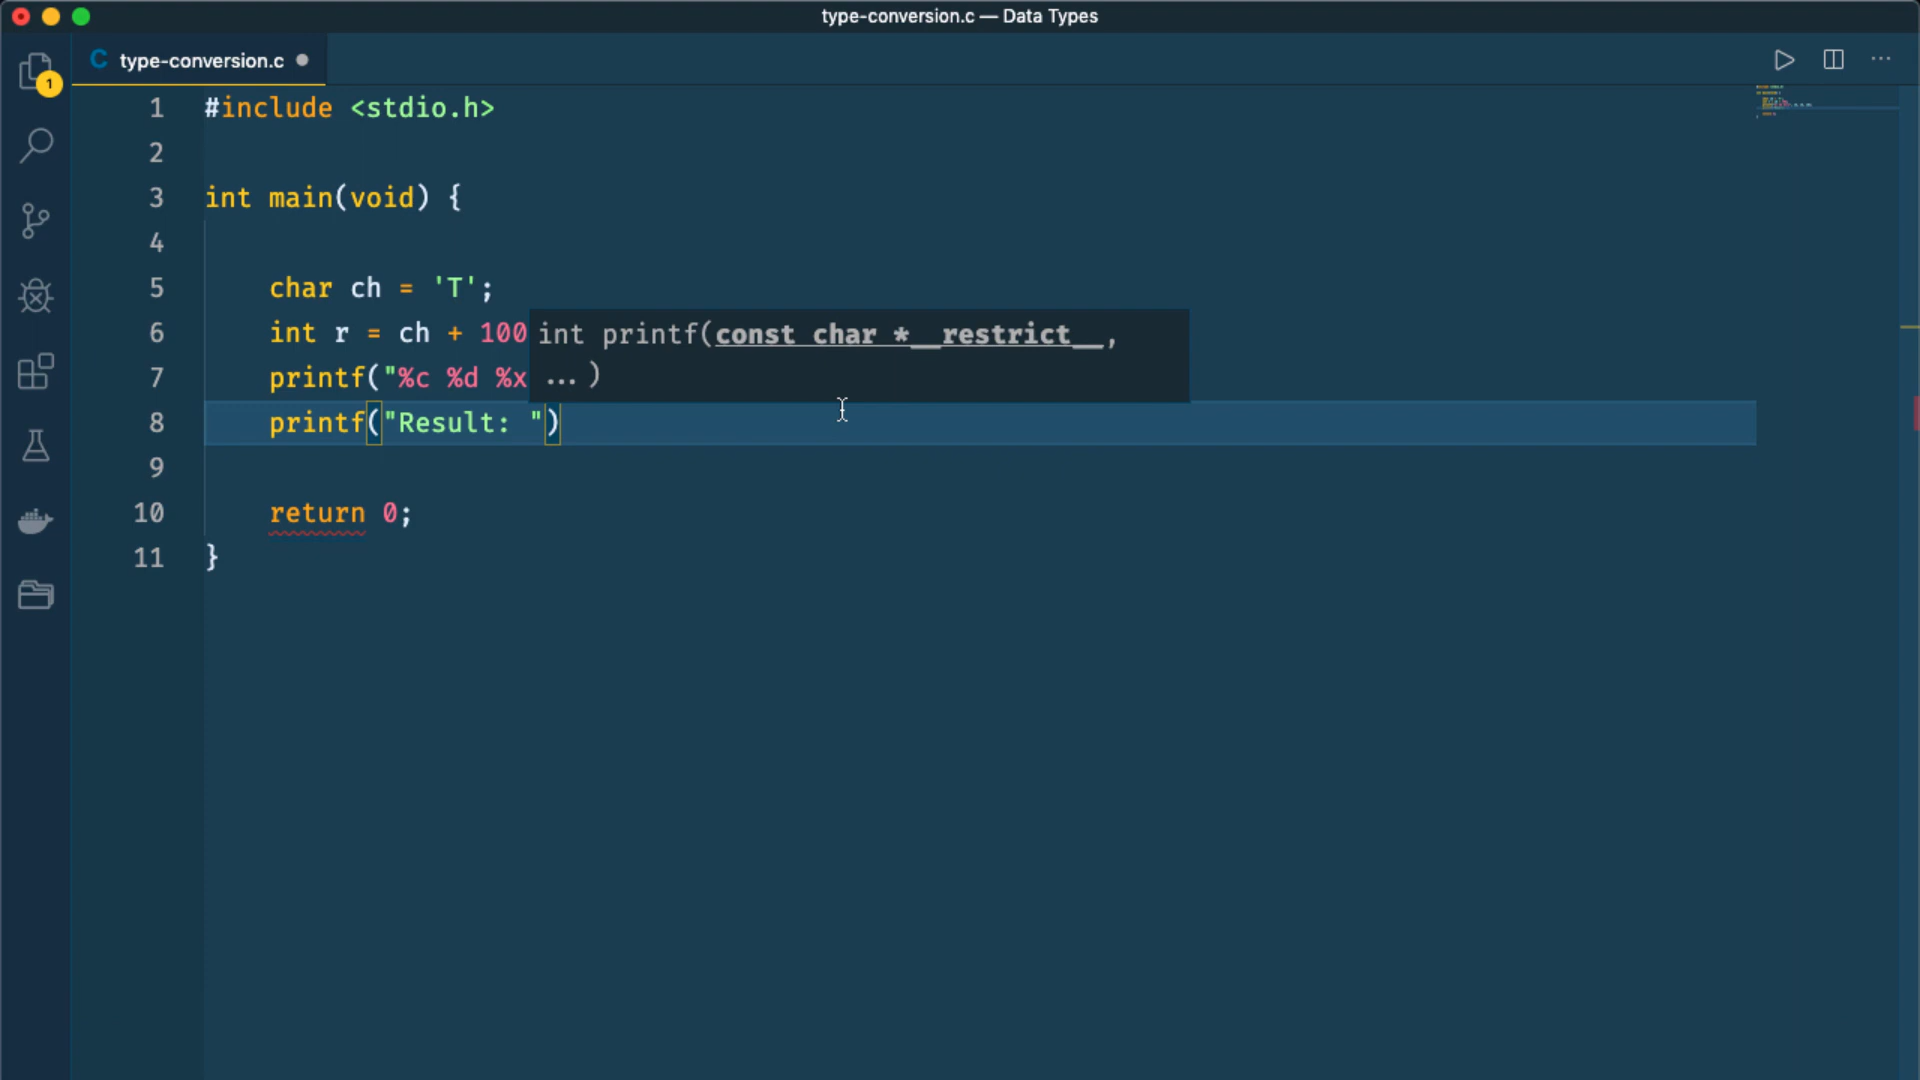 type-conversion.c — Data Types
C type-conversion.c
1
1 #include <stdio.h>
2
3 int main(void) {
4
5 char ch = 'T';
6 int r = ch + 100
int printf(const char *__restrict__,
...)
7 printf("%c %d %x
8 printf("Result: ")
9
10 return 0;
11 }